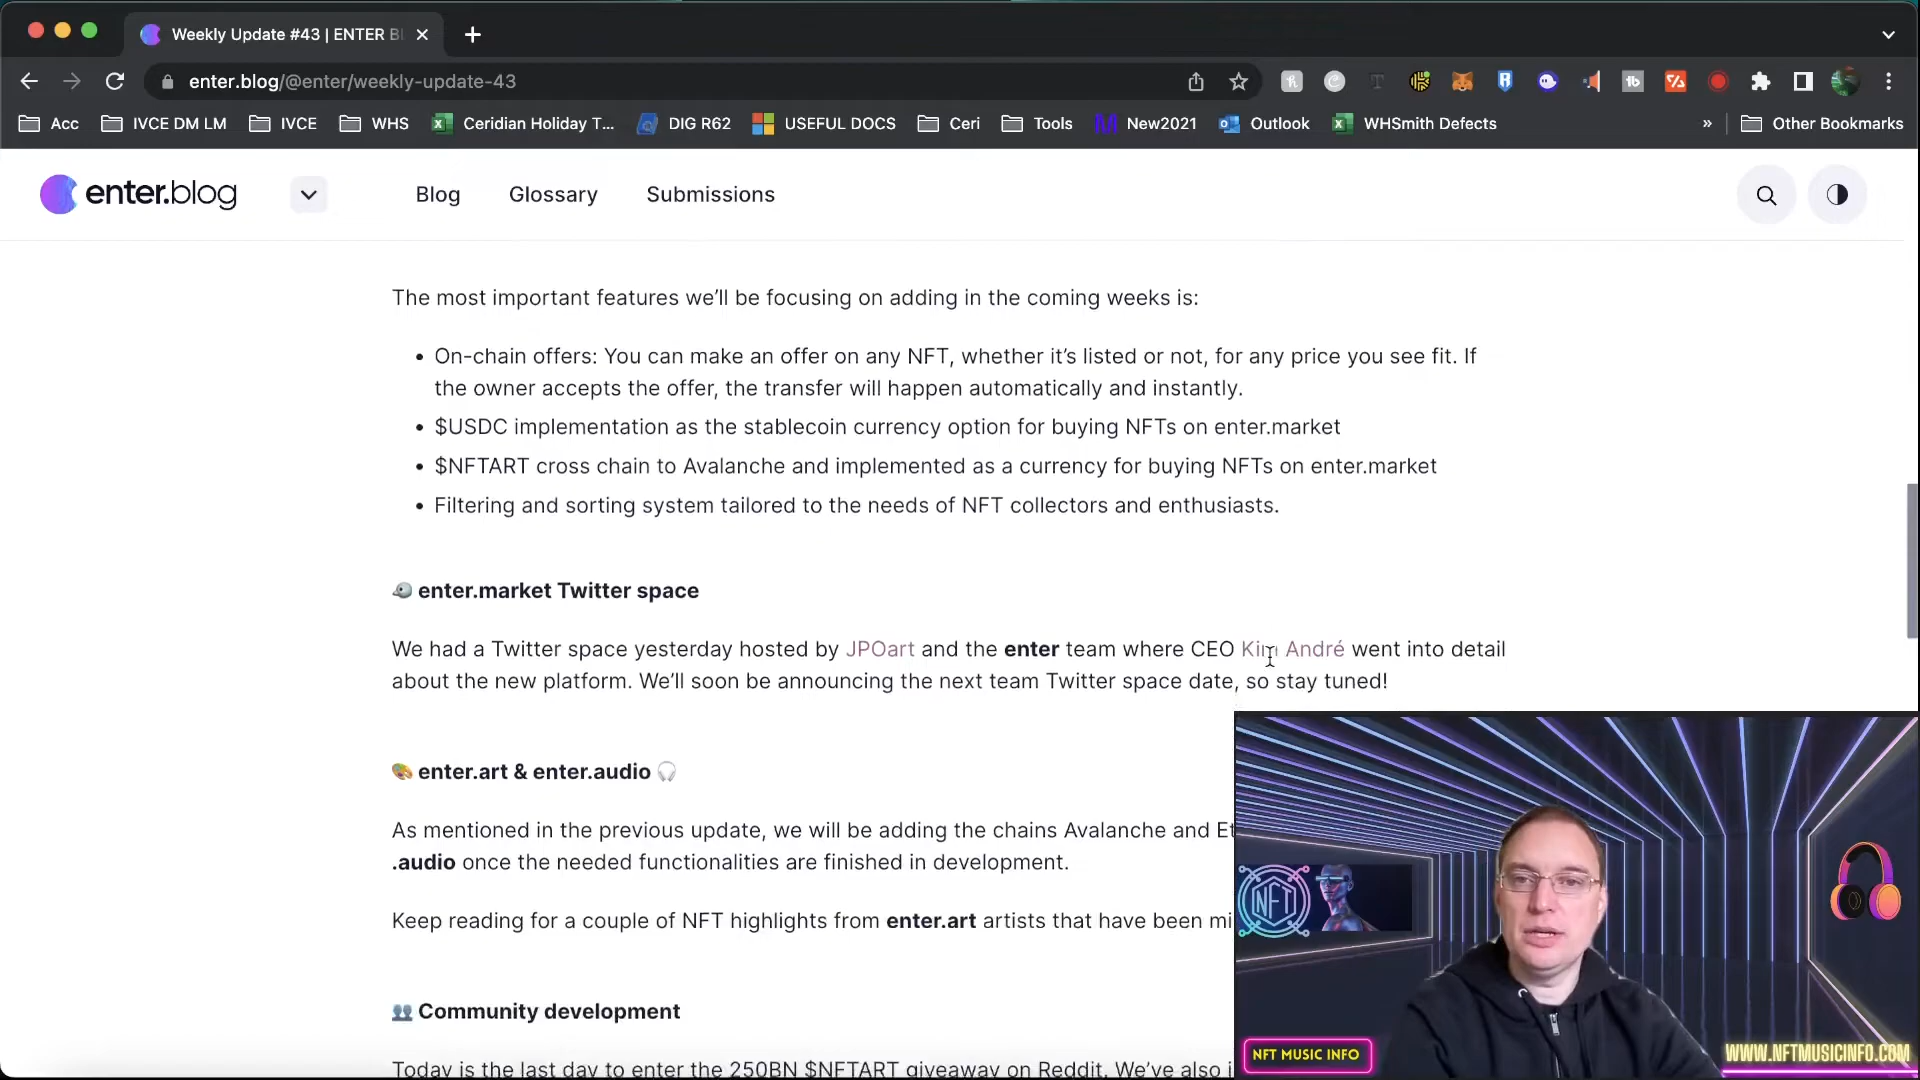 Weekly Update #43 | ENTER B
enter.blog/@enter/weekly-update-43
Acc IVCE DM LM IVCE WHS Ceridian Holiday T... DIG R62 USEFUL DOCS Ceri Tools New2021 Outlook WHSmith Defects » Other Bookmarks
enter.blog Blog Glossary Submissions
The most important features we’ll be focusing on adding in the coming weeks is:
• On-chain offers: You can make an offer on any NFT, whether it’s listed or not, for any price you see fit. If
the owner accepts the offer, the transfer will happen automatically and instantly.
• $USDC implementation as the stablecoin currency option for buying NFTs on enter.market
• $NFTART cross chain to Avalanche and implemented as a currency for buying NFTs on enter.market
• Filtering and sorting system tailored to the needs of NFT collectors and enthusiasts.
enter.market Twitter space
We had a Twitter space yesterday hosted by JPOart and the enter team where CEO Kim André went into detail
about the new platform. We’ll soon be announcing the next team Twitter space date, so stay tuned!
enter.art & enter.audio
As mentioned in the previous update, we will be adding the chains Avalanche and Et
.audio once the needed functionalities are finished in development.
Keep reading for a couple of NFT highlights from enter.art artists that have been mi
Community development
Today is the last day to enter the 250BN $NFTART giveaway on Reddit. We’ve also i
NFT
NFT MUSIC INFO
WWW.NFTMUSICINFO.COM